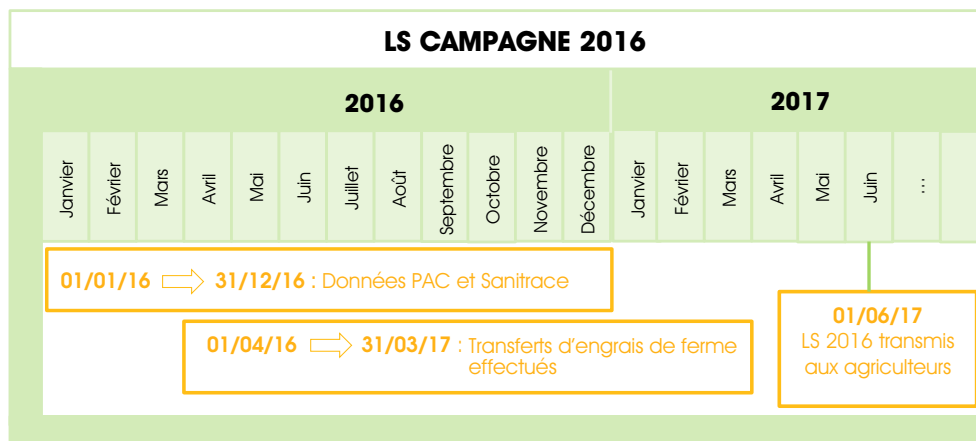 LS CAMPAGNE 2016
2016
2017
Janvier
Février
Mars
Avril
Mai
Juin
Juillet
Août
Septembre
Octobre
Novembre
Décembre
Janvier
Février
Mars
Avril
Mai
Juin
...
01/01/16 31/12/16 : Données PAC et Sanitrace
01/04/16 31/03/17 : Transferts d'engrais de ferme
effectués
01/06/17
LS 2016 transmis
aux agriculteurs